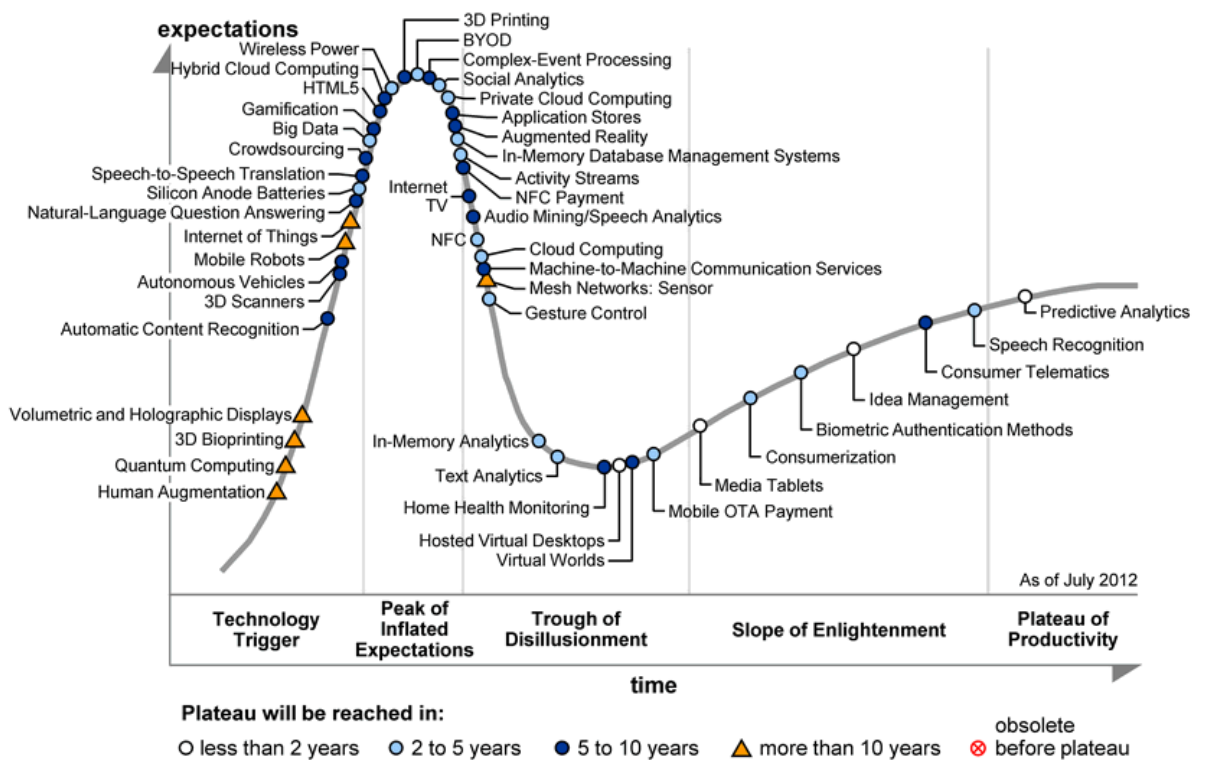 expectations
3D Printing
BYOD
Wireless Power
Complex-Event Processing
Hybrid Cloud Computing
Social Analytics
HTML5
Private Cloud Computing
Gamification
Application Stores
Big Data
Augmented Reality
Crowdsourcing
In-Memory Database Management Systems
Speech-to-Speech Translation
Activity Streams
Silicon Anode Batteries
Internet
TV
NFC Payment
Natural-Language Question Answering
Audio Mining/Speech Analytics
Internet of Things
NFC
Mobile Robots
Cloud Computing
Autonomous Vehicles
Machine-to-Machine Communication Services
3D Scanners
Mesh Networks: Sensor
Automatic Content Recognition
Gesture Control
Predictive Analytics
Speech Recognition
Consumer Telematics
Idea Management
Volumetric and Holographic Displays
Biometric Authentication Methods
3D Bioprinting
In-Memory Analytics
Consumerization
Quantum Computing
Text Analytics
Media Tablets
Human Augmentation
Home Health Monitoring
Mobile OTA Payment
Hosted Virtual Desktops
Virtual Worlds
As of July 2012
Technology
Trigger
Peak of
Inflated
Expectations
Trough of
Disillusionment
Slope of Enlightenment
Plateau of
Productivity
time
Plateau will be reached in:
less than 2 years
2 to 5 years
5 to 10 years
more than 10 years
obsolete
before plateau